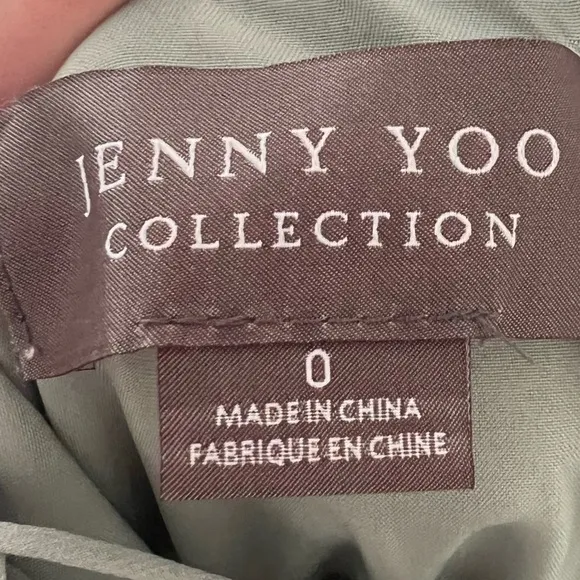 JENNY YOO
COLLECTION
0
MADE IN CHINA
FABRIQUE EN CHINE